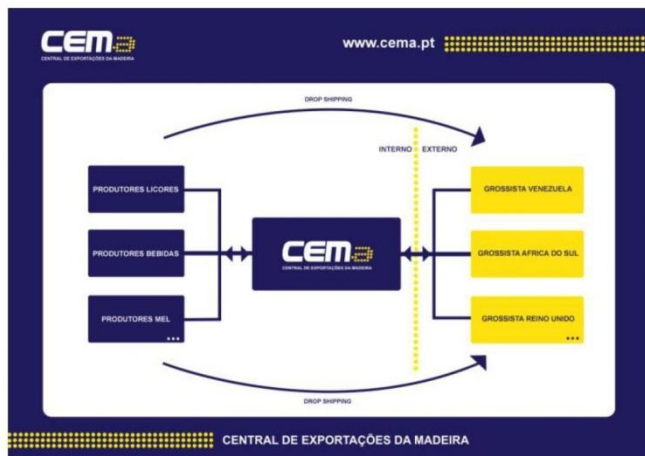 CEMa
CENTRAL DE EXPORTAÇÕES DA MADEIRA
www.cema.pt
DROP SHIPPING
INTERNO
EXTERNO
PRODUTORES LICORES
PRODUTORES BEBIDAS
PRODUTORES MEL
...
CEMa
CENTRAL DE EXPORTAÇÕES DA MADEIRA
GROSSISTA VENEZUELA
GROSSISTA AFRICA DO SUL
GROSSISTA REINO UNIDO
...
DROP SHIPPING
CENTRAL DE EXPORTAÇÕES DA MADEIRA